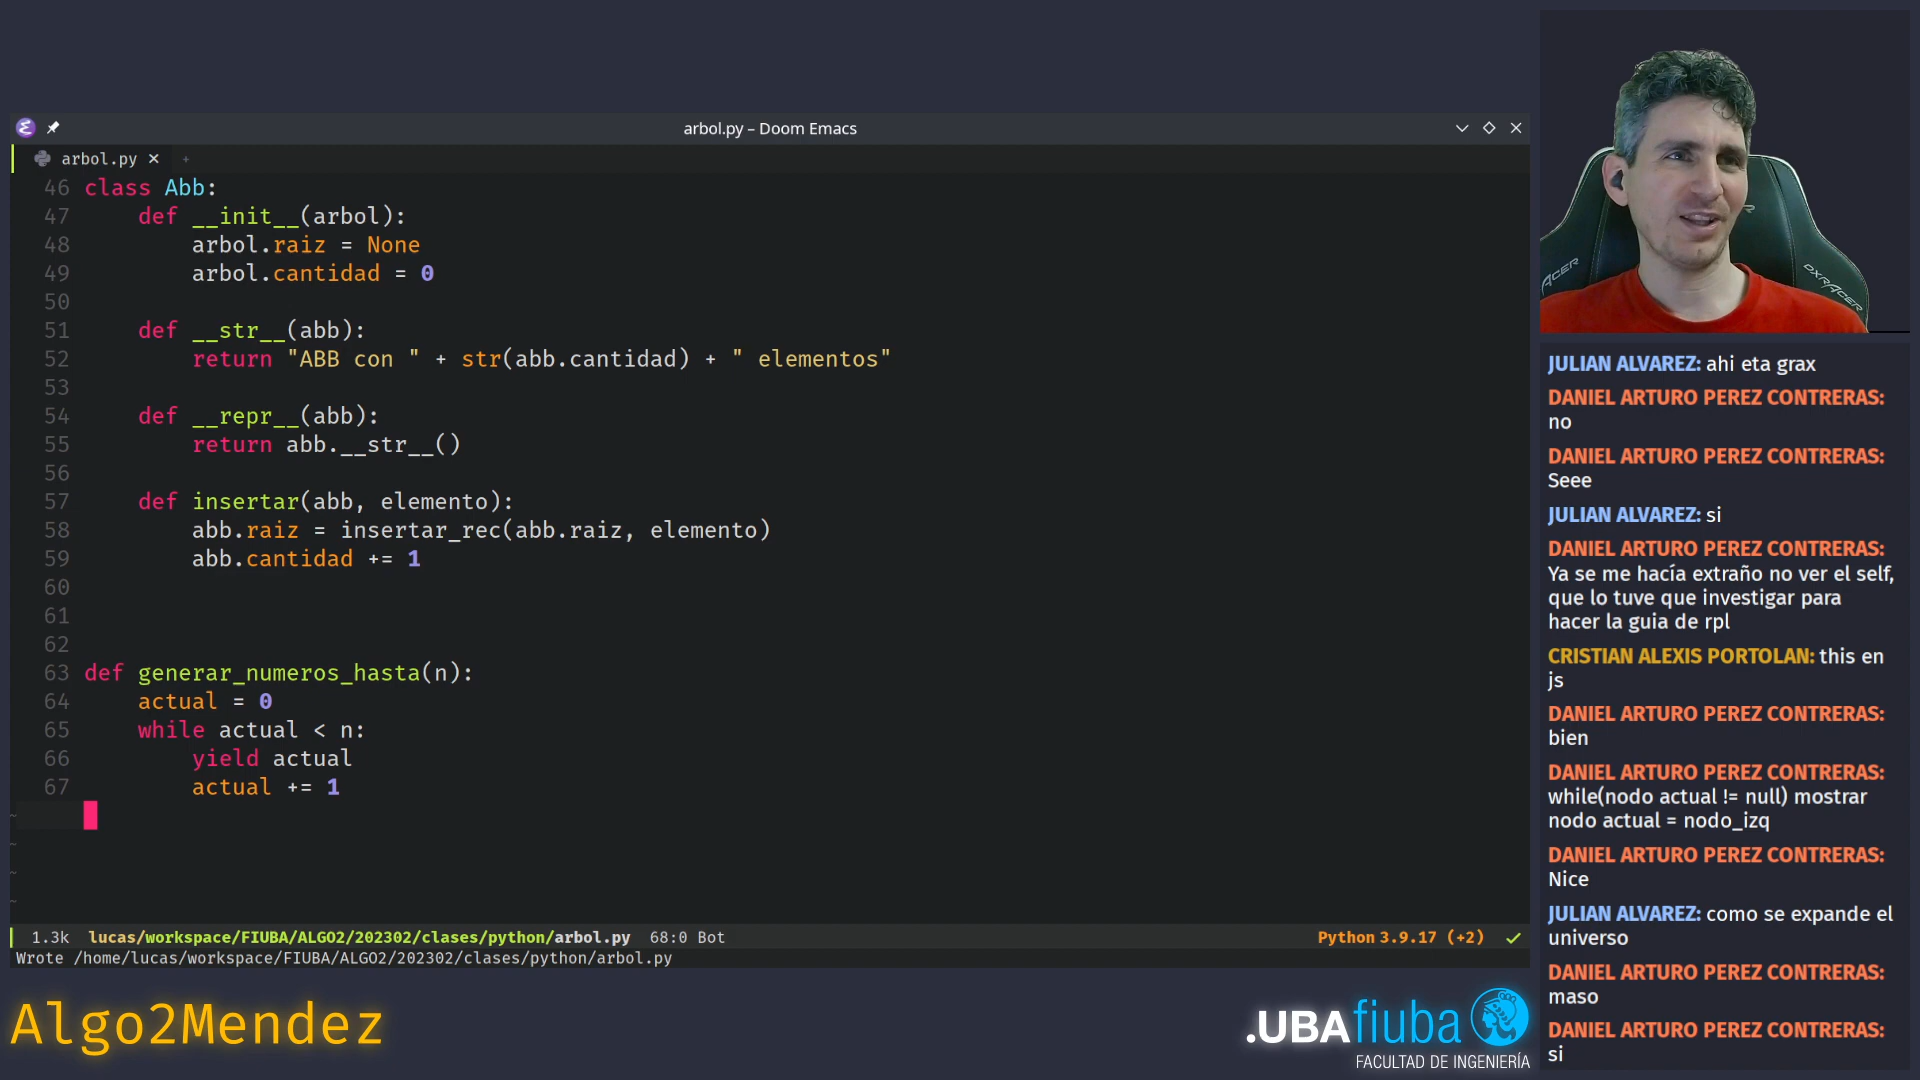 arbol.py – Doom Emacs
arbol.py × +
46 class Abb:
47     def __init__(arbol):
48         arbol.raiz = None
49         arbol.cantidad = 0
50
51     def __str__(abb):
52         return "ABB con " + str(abb.cantidad) + " elementos"
53
54     def __repr__(abb):
55         return abb.__str__()
56
57     def insertar(abb, elemento):
58         abb.raiz = insertar_rec(abb.raiz, elemento)
59         abb.cantidad += 1
60
61
62
63 def generar_numeros_hasta(n):
64     actual = 0
65     while actual < n:
66         yield actual
67         actual += 1
~
~
~
~
1.3k lucas/workspace/FIUBA/ALGO2/202302/clases/python/arbol.py 68:0 Bot Python 3.9.17 (+2)
Wrote /home/lucas/workspace/FIUBA/ALGO2/202302/clases/python/arbol.py
Algo2Mendez
.UBAfiuba
FACULTAD DE INGENIERÍA
ACER
DXRACER
JULIAN ALVAREZ: ahi eta grax
DANIEL ARTURO PEREZ CONTRERAS:
no
DANIEL ARTURO PEREZ CONTRERAS:
Seee
JULIAN ALVAREZ: si
DANIEL ARTURO PEREZ CONTRERAS:
Ya se me hacía extraño no ver el self,
que lo tuve que investigar para
hacer la guia de rpl
CRISTIAN ALEXIS PORTOLAN: this en
js
DANIEL ARTURO PEREZ CONTRERAS:
bien
DANIEL ARTURO PEREZ CONTRERAS:
while(nodo actual != null) mostrar
nodo actual = nodo_izq
DANIEL ARTURO PEREZ CONTRERAS:
Nice
JULIAN ALVAREZ: como se expande el
universo
DANIEL ARTURO PEREZ CONTRERAS:
maso
DANIEL ARTURO PEREZ CONTRERAS:
si